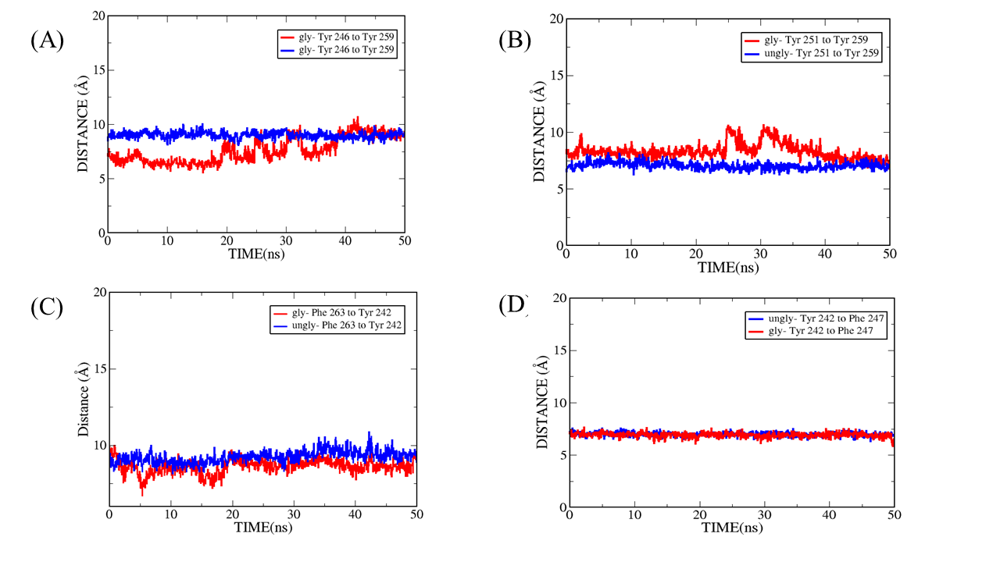 (A)
20
15
10
5
0
DISTANCE (Å)
gly- Tyr 246 to Tyr 259
gly- Tyr 246 to Tyr 259
0 10 20 30 40 50
TIME(ns)
(B)
20
15
10
5
0
DISTANCE (Å)
gly- Tyr 251 to Tyr 259
ungly- Tyr 251 to Tyr 259
0 10 20 30 40 50
TIME(ns)
(C)
20
15
10
Distance (Å)
gly- Phe 263 to Tyr 242
ungly- Phe 263 to Tyr 242
0 10 20 30 40 50
TIME(ns)
(D)
20
15
10
5
0
DISTANCE (Å)
ungly- Tyr 242 to Phe 247
gly- Tyr 242 to Phe 247
0 10 20 30 40 50
TIME(ns)